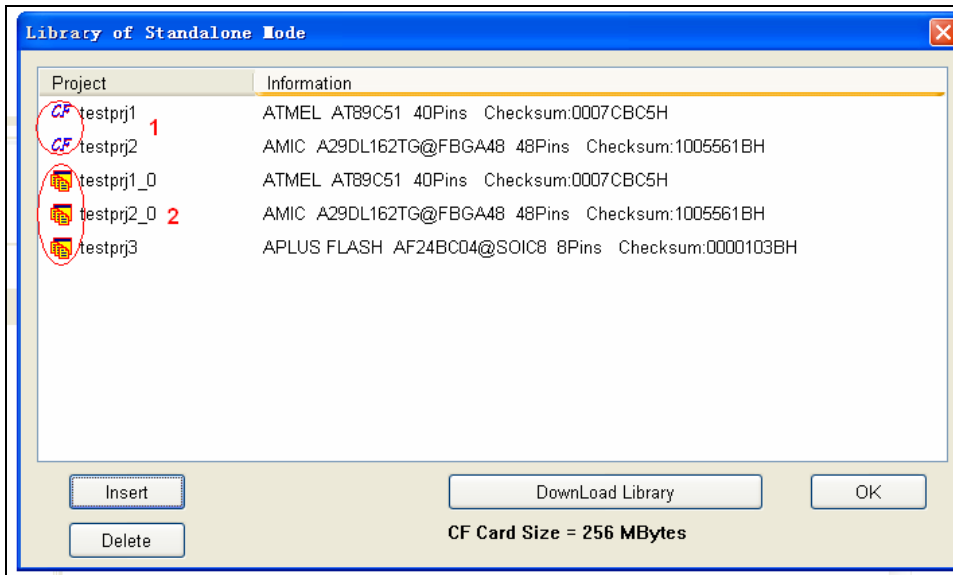 Library of Standalone Mode
Project Information
CF testprj1 ATMEL AT89C51 40Pins Checksum:0007CBC5H
1
CF testprj2 AMIC A29DL162TG@FBGA48 48Pins Checksum:1005561BH
testprj1_0 ATMEL AT89C51 40Pins Checksum:0007CBC5H
testprj2_0 2 AMIC A29DL162TG@FBGA48 48Pins Checksum:1005561BH
testprj3 APLUS FLASH AF24BC04@SOIC8 8Pins Checksum:0000103BH
Insert DownLoad Library OK
Delete CF Card Size = 256 MBytes